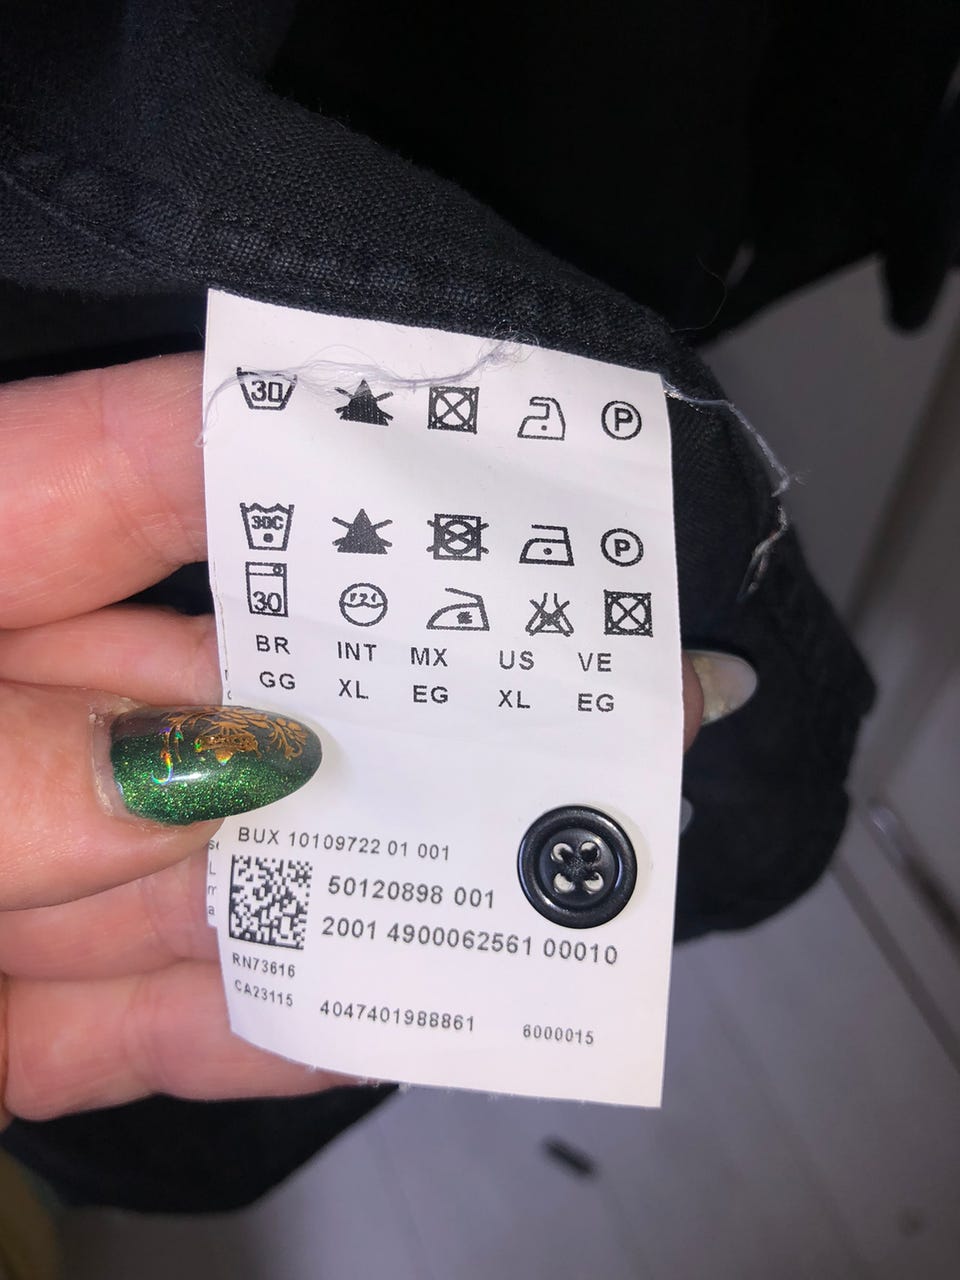 30 P
30C P
30
BR INT MX US VE
GG XL EG XL EG
BUX 10109722 01 001
50120898 001
2001 4900062561 00010
RN73616
CA23115
4047401988861 6000015